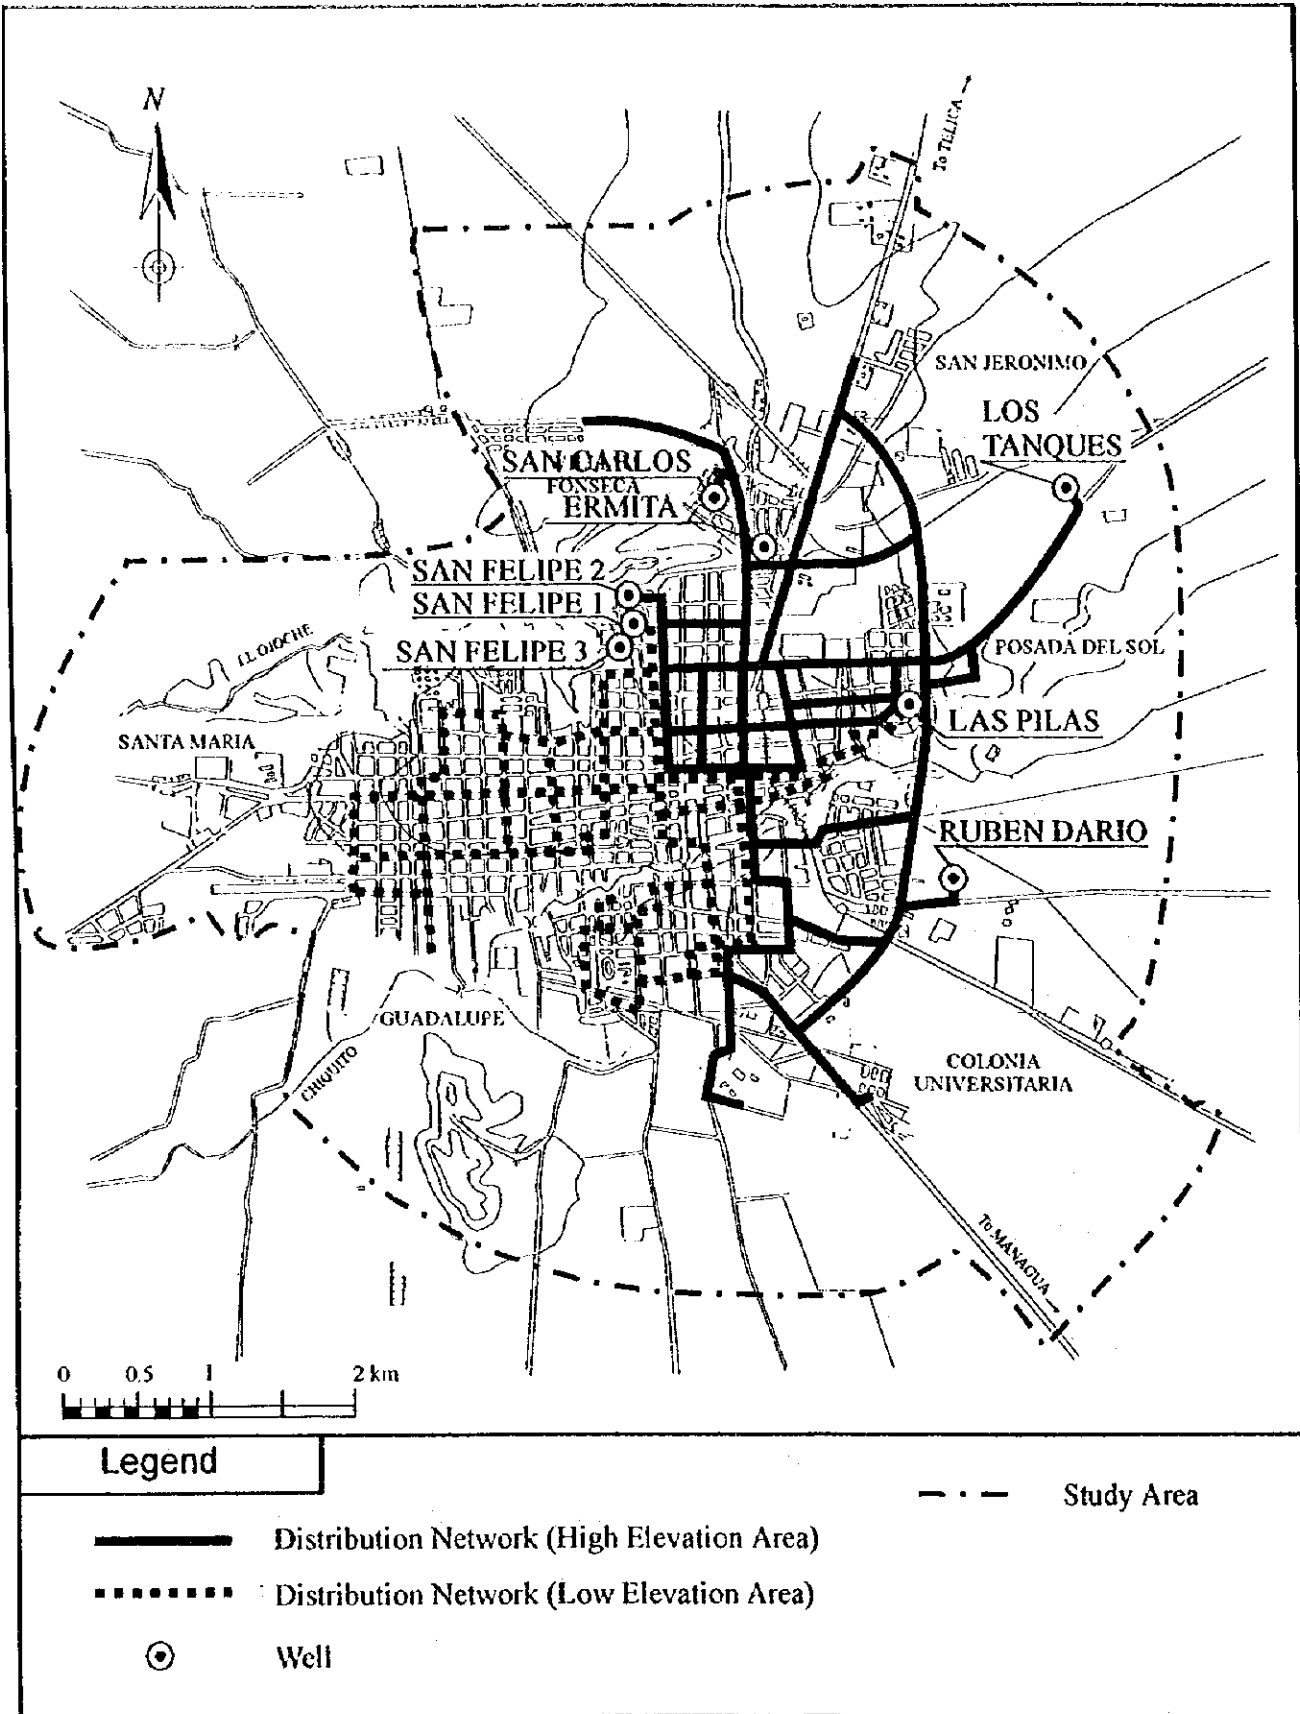 N
To TELICA
SAN JERONIMO
LOS
TANQUES
SAN CARLOS
FONSECA
ERMITA
SAN FELIPE 2
SAN FELIPE 1
SAN FELIPE 3
EL OJOCHE
POSADA DEL SOL
LAS PILAS
SANTA MARIA
RUBEN DARIO
GUADALUPE
CHIQUITO
COLONIA
UNIVERSITARIA
To MANAGUA
0 0.5 1 2 km
Legend
Study Area
Distribution Network (High Elevation Area)
Distribution Network (Low Elevation Area)
Well